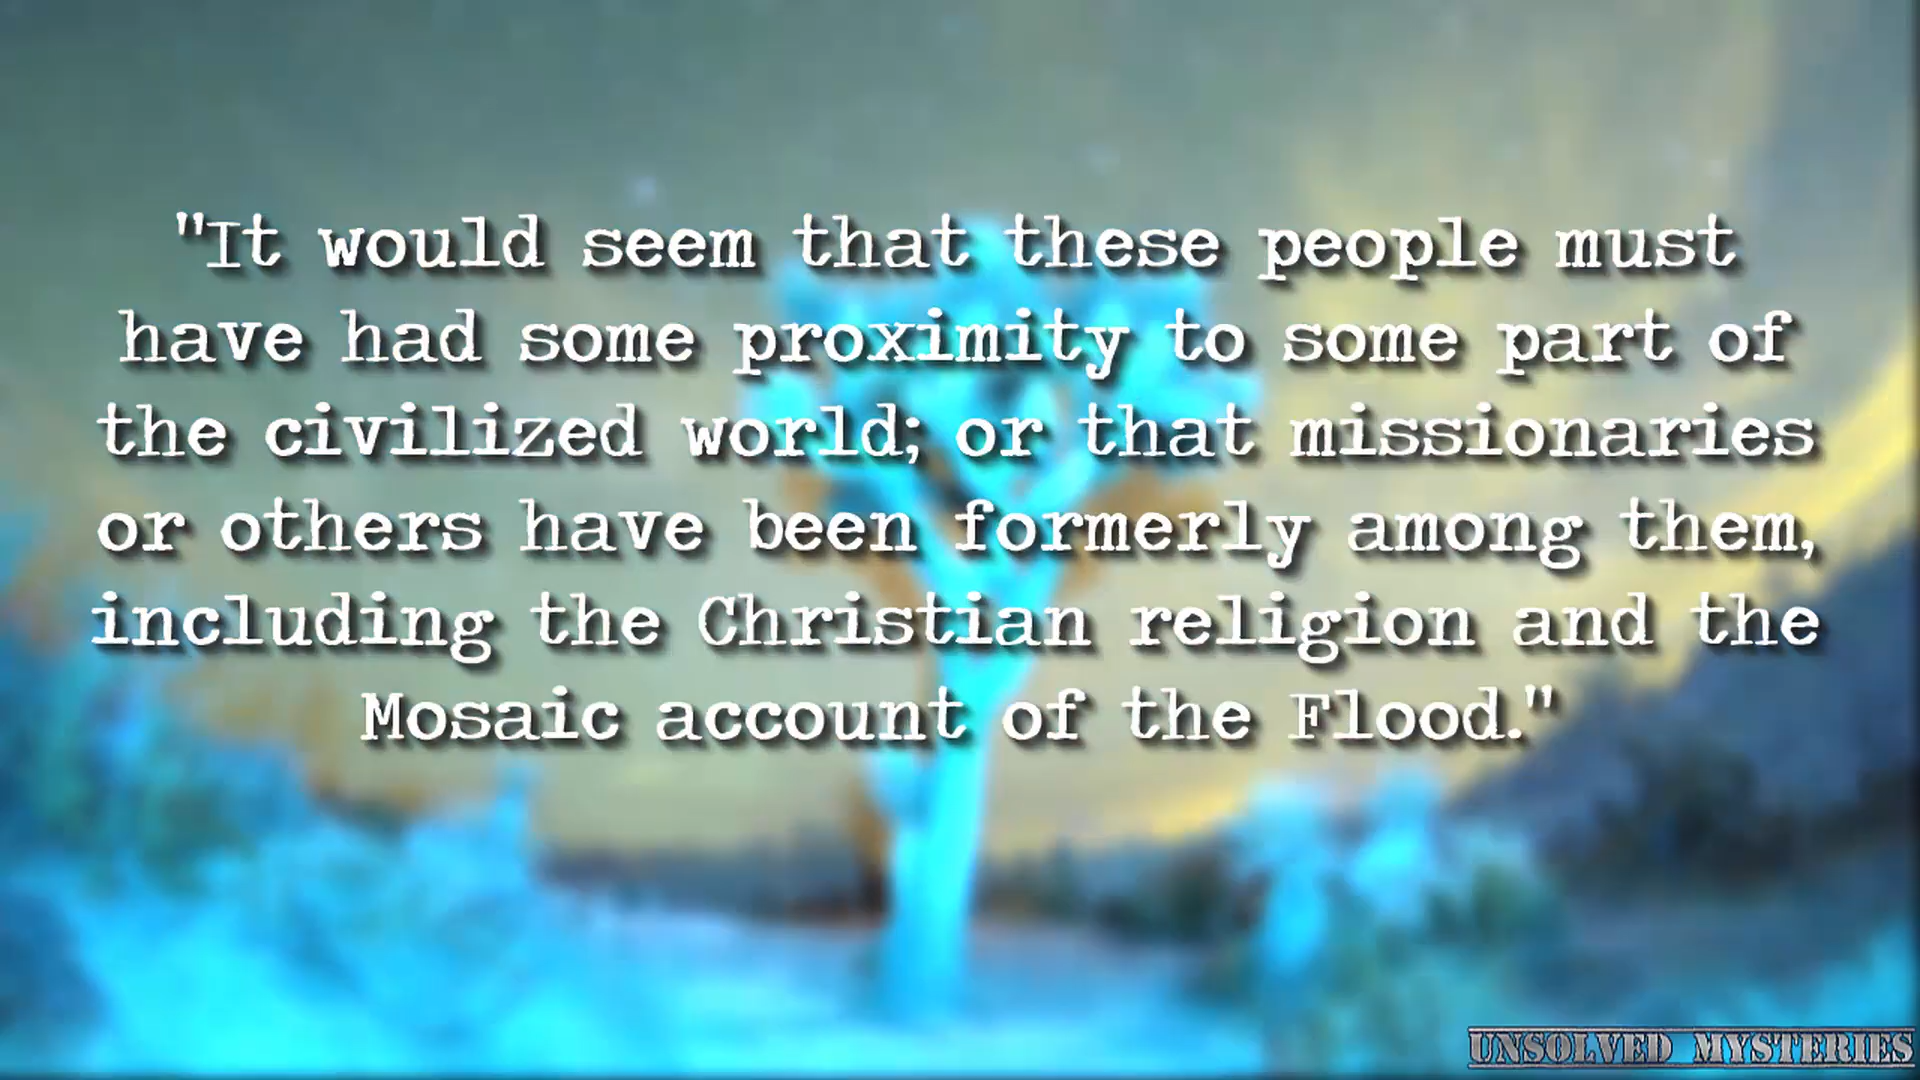 "It would seem that these people must
have had some proximity to some part of
the civilized world; or that missionaries
or others have been formerly among them,
including the Christian religion and the
Mosaic account of the Flood."
UNSOLVED MYSTERIES